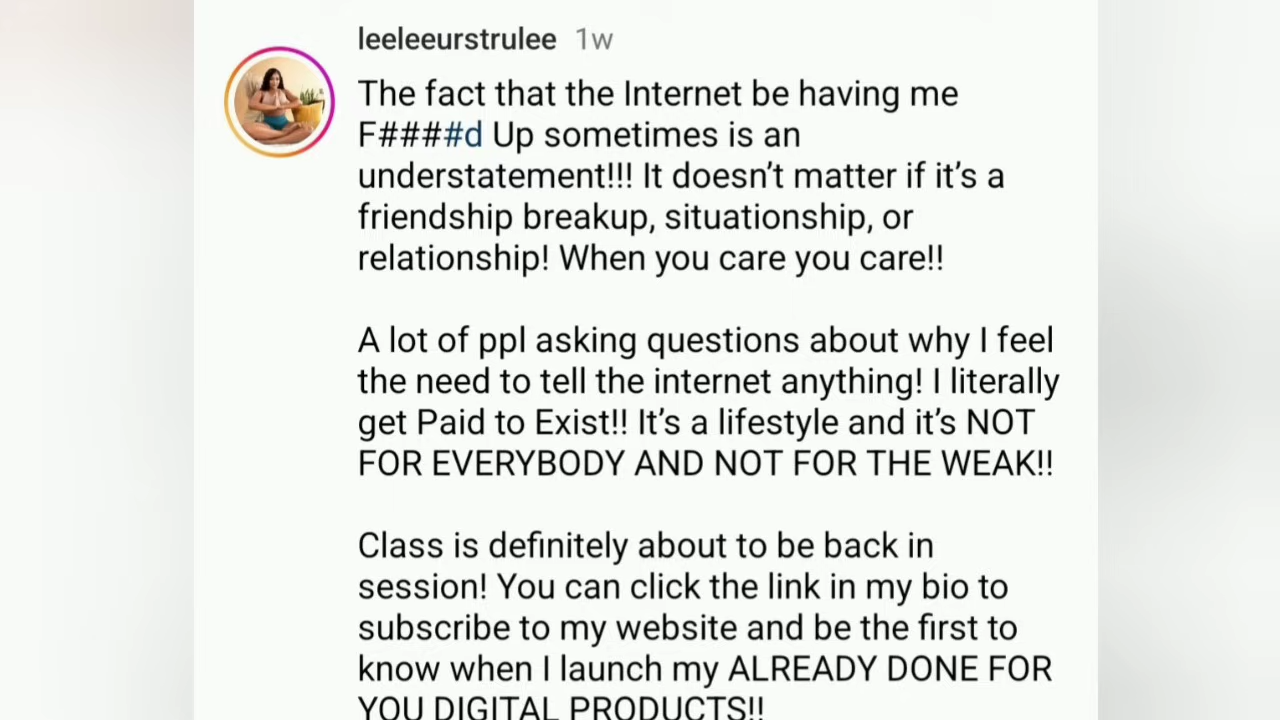 leeleeurstrulee 1w
The fact that the Internet be having me
F####d Up sometimes is an
understatement!!! It doesn’t matter if it’s a
friendship breakup, situationship, or
relationship! When you care you care!!
A lot of ppl asking questions about why I feel
the need to tell the internet anything! I literally
get Paid to Exist!! It’s a lifestyle and it’s NOT
FOR EVERYBODY AND NOT FOR THE WEAK!!
Class is definitely about to be back in
session! You can click the link in my bio to
subscribe to my website and be the first to
know when I launch my ALREADY DONE FOR
YOU DIGITAL PRODUCTS!!